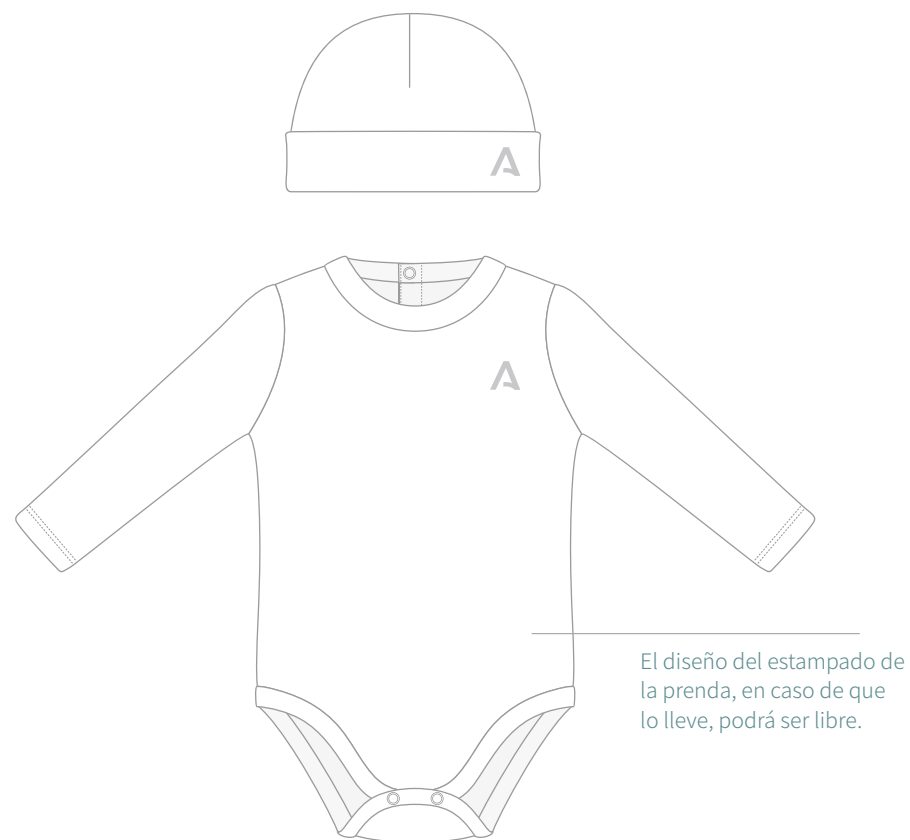 A
A
El diseño del estampado de
la prenda, en caso de que
lo lleve, podrá ser libre.